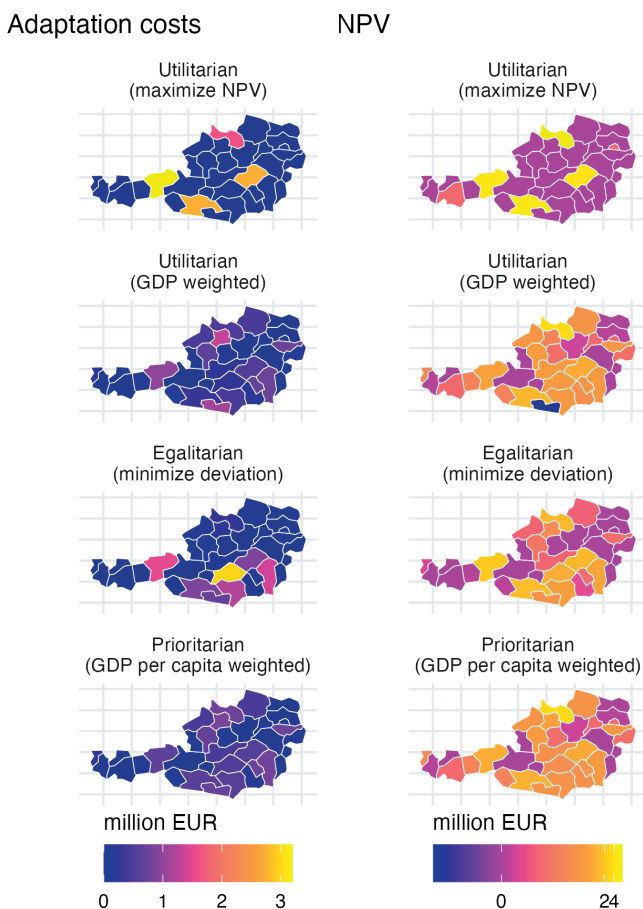 Adaptation costs
NPV
Utilitarian
(maximize NPV)
Utilitarian
(maximize NPV)
Utilitarian
(GDP weighted)
Utilitarian
(GDP weighted)
Egalitarian
(minimize deviation)
Egalitarian
(minimize deviation)
Prioritarian
(GDP per capita weighted)
Prioritarian
(GDP per capita weighted)
million EUR
0 1 2 3
million EUR
0 24